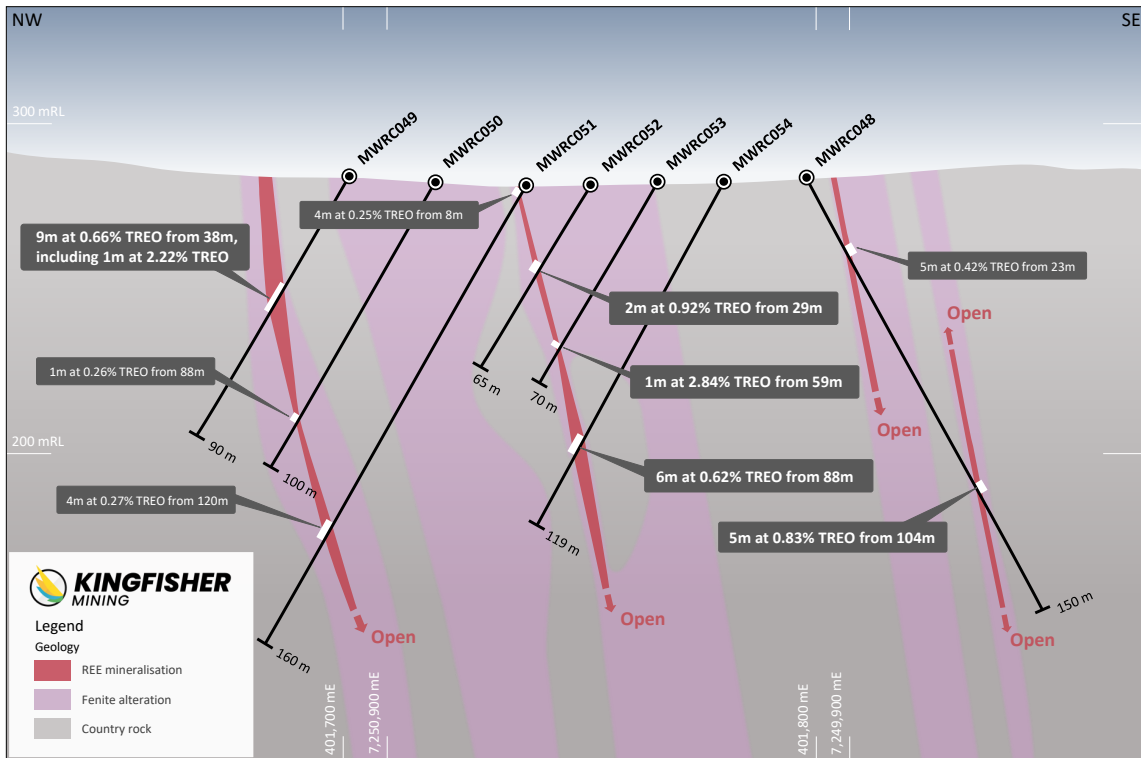 NW
SE
300 mRL
MWRC049
MWRC050
MWRC051
MWRC052
MWRC053
MWRC054
MWRC048
4m at 0.25% TREO from 8m
9m at 0.66% TREO from 38m,
including 1m at 2.22% TREO
5m at 0.42% TREO from 23m
2m at 0.92% TREO from 29m
Open
1m at 0.26% TREO from 88m
65 m
70 m
1m at 2.84% TREO from 59m
Open
90 m
200 mRL
100 m
6m at 0.62% TREO from 88m
4m at 0.27% TREO from 120m
119 m
5m at 0.83% TREO from 104m
KINGFISHER
MINING
150 m
Open
Open
Open
160 m
Legend
Geology
REE mineralisation
Fenite alteration
Country rock
401,700 mE
7,250,900 mE
401,800 mE
7,249,900 mE